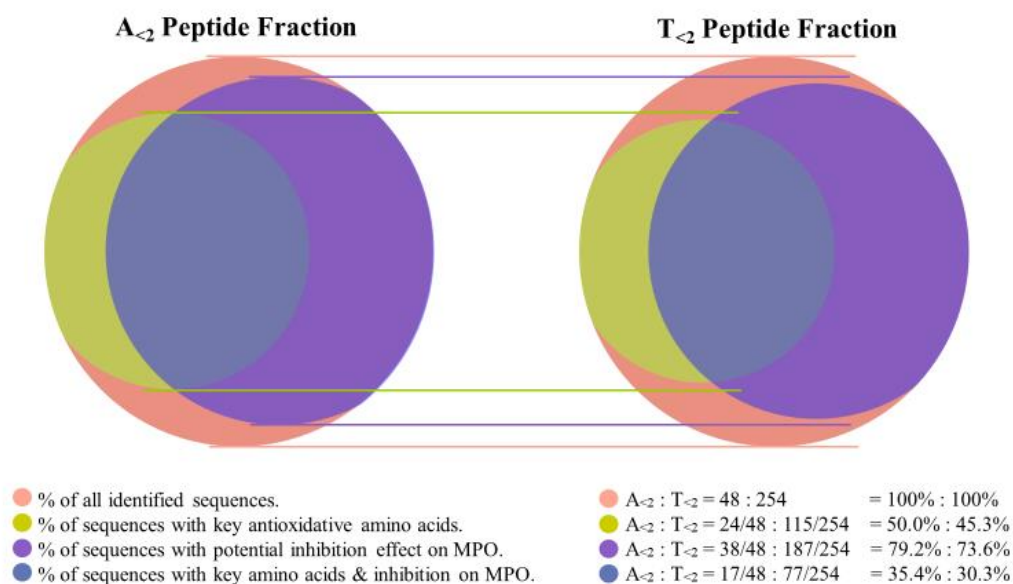 A<2 Peptide Fraction
T<2 Peptide Fraction
% of all identified sequences.
% of sequences with key antioxidative amino acids.
% of sequences with potential inhibition effect on MPO.
% of sequences with key amino acids & inhibition on MPO.
A<2 : T<2 = 48 : 254 = 100% : 100%
A<2 : T<2 = 24/48 : 115/254 = 50.0% : 45.3%
A<2 : T<2 = 38/48 : 187/254 = 79.2% : 73.6%
A<2 : T<2 = 17/48 : 77/254 = 35.4% : 30.3%